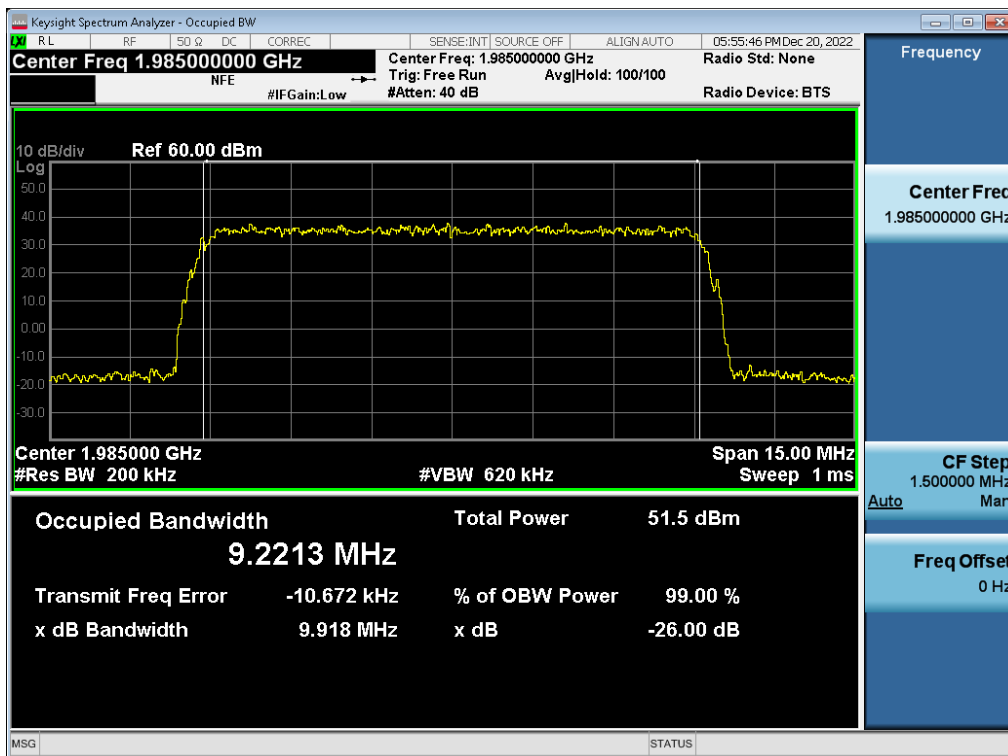 Keysight Spectrum Analyzer - Occupied BW
LXI RL RF 50 Ω DC CORREC SENSE:INT SOURCE OFF ALIGN AUTO 05:55:46 PM Dec 20, 2022
Center Freq 1.985000000 GHz
NFE
#IFGain:Low
Center Freq: 1.985000000 GHz
Trig: Free Run Avg|Hold: 100/100
#Atten: 40 dB
Radio Std: None
Radio Device: BTS
10 dB/div Ref 60.00 dBm
Log
50.0
40.0
30.0
20.0
10.0
0.00
-10.0
-20.0
-30.0
Center 1.985000 GHz Span 15.00 MHz
#Res BW 200 kHz #VBW 620 kHz Sweep 1 ms
Occupied Bandwidth Total Power 51.5 dBm
9.2213 MHz
Transmit Freq Error -10.672 kHz % of OBW Power 99.00 %
x dB Bandwidth 9.918 MHz x dB -26.00 dB
Frequency
Center Freq
1.985000000 GHz
CF Step
1.500000 MHz
Auto Man
Freq Offset
0 Hz
MSG STATUS